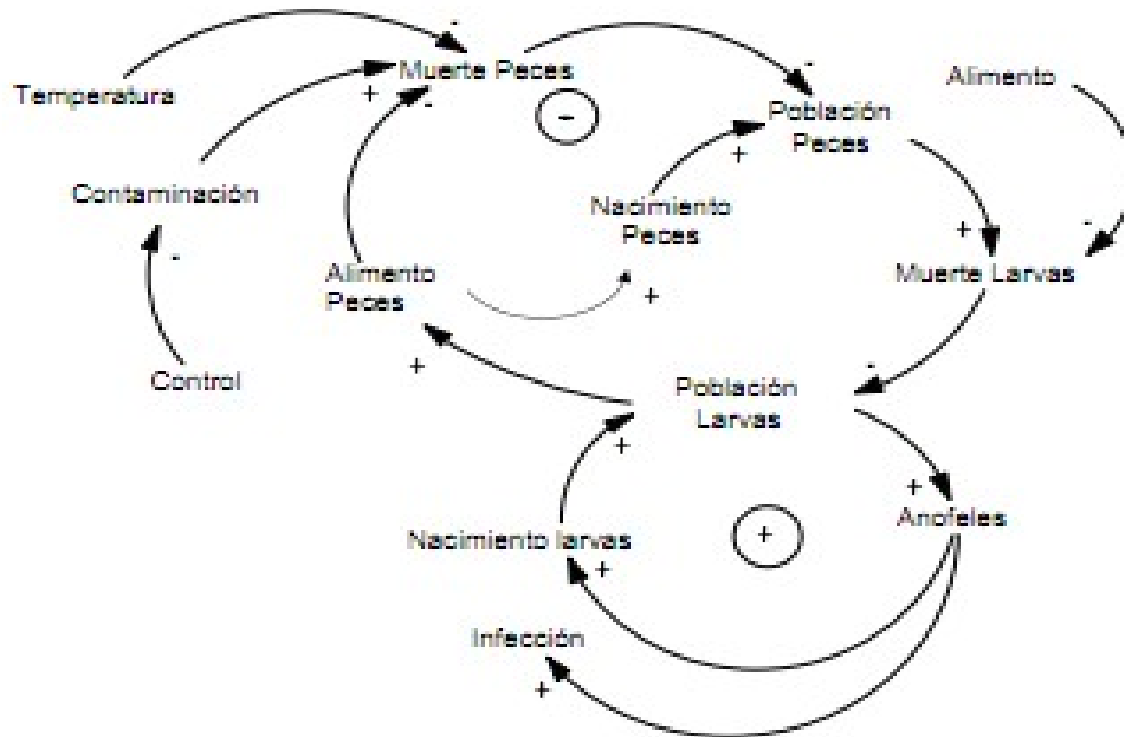 -
Muerte Peces
Temperatura
+
-
-
-
Alimento
Población
Peces
+
Contaminación
-
Nacimiento
Peces
+
-
Muerte Larvas
Alimento
Peces
+
Control
+
-
Población
Larvas
+
+
Anofeles
Nacimiento larvas
+
+
Infección
+